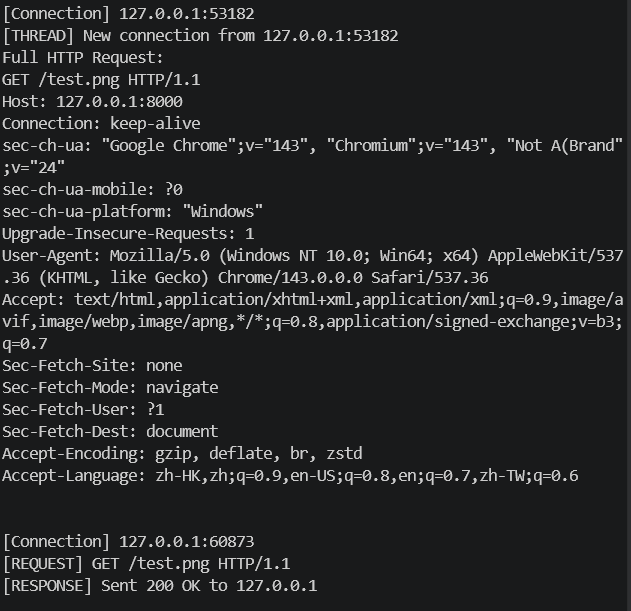 [Connection] 127.0.0.1:53182
[THREAD] New connection from 127.0.0.1:53182
Full HTTP Request:
GET /test.png HTTP/1.1
Host: 127.0.0.1:8000
Connection: keep-alive
sec-ch-ua: "Google Chrome";v="143", "Chromium";v="143", "Not A(Brand"
;v="24"
sec-ch-ua-mobile: ?0
sec-ch-ua-platform: "Windows"
Upgrade-Insecure-Requests: 1
User-Agent: Mozilla/5.0 (Windows NT 10.0; Win64; x64) AppleWebKit/537
.36 (KHTML, like Gecko) Chrome/143.0.0.0 Safari/537.36
Accept: text/html,application/xhtml+xml,application/xml;q=0.9,image/a
vif,image/webp,image/apng,*/*;q=0.8,application/signed-exchange;v=b3;
q=0.7
Sec-Fetch-Site: none
Sec-Fetch-Mode: navigate
Sec-Fetch-User: ?1
Sec-Fetch-Dest: document
Accept-Encoding: gzip, deflate, br, zstd
Accept-Language: zh-HK,zh;q=0.9,en-US;q=0.8,en;q=0.7,zh-TW;q=0.6
[Connection] 127.0.0.1:60873
[REQUEST] GET /test.png HTTP/1.1
[RESPONSE] Sent 200 OK to 127.0.0.1